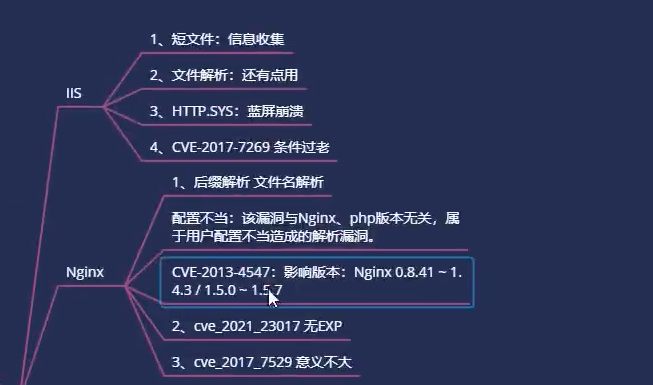 1、短文件：信息收集
2、文件解析：还有点用
IIS
3、HTTP.SYS：蓝屏崩溃
4、CVE-2017-7269 条件过老
1、后缀解析 文件名解析
配置不当：该漏洞与Nginx、php版本无关，属
于用户配置不当造成的解析漏洞。
Nginx
CVE-2013-4547：影响版本：Nginx 0.8.41 ~ 1.
4.3 / 1.5.0 ~ 1.5.7
2、cve_2021_23017 无EXP
3、cve_2017_7529 意义不大